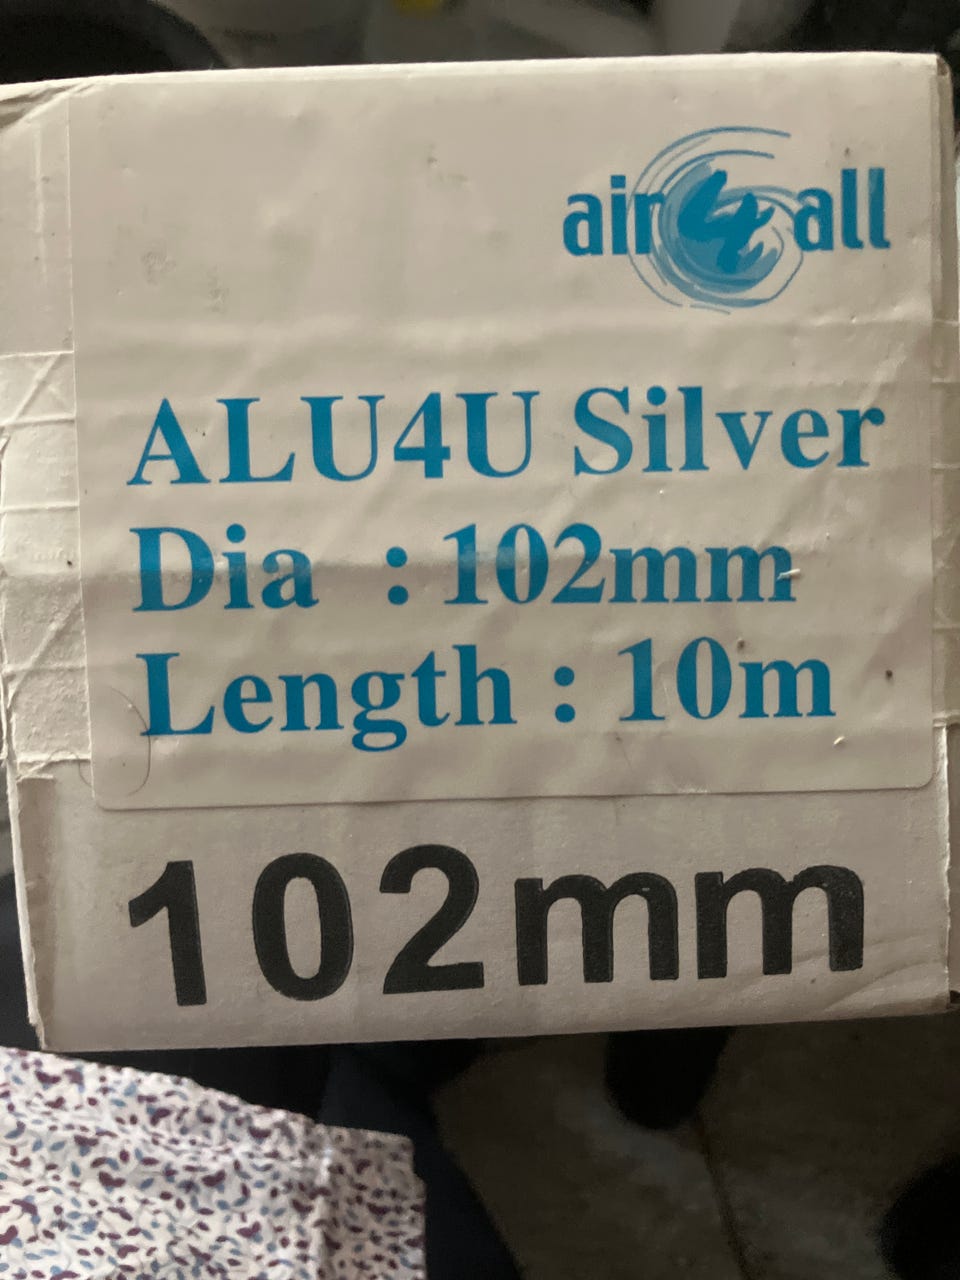 air4all
ALU4U Silver
Dia : 102mm
Length : 10m
102mm